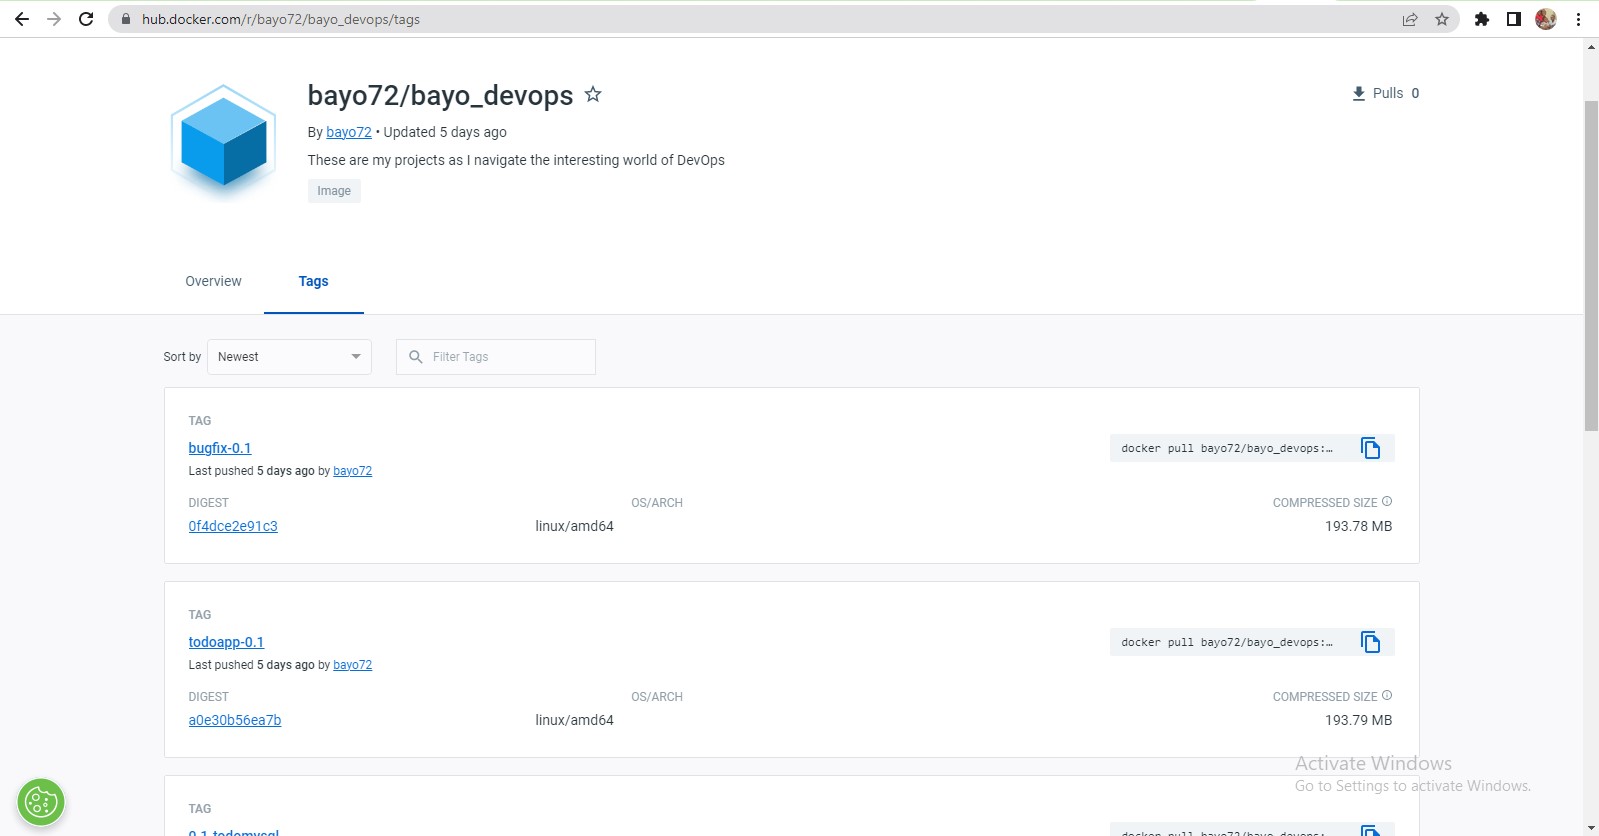 hub.docker.com/r/bayo72/bayo_devops/tags
bayo72/bayo_devops
Pulls 0
By bayo72 • Updated 5 days ago
These are my projects as I navigate the interesting world of DevOps
Image
Overview Tags
Sort by Newest Filter Tags
TAG
bugfix-0.1
docker pull bayo72/bayo_devops:…
Last pushed 5 days ago by bayo72
DIGEST OS/ARCH COMPRESSED SIZE
0f4dce2e91c3 linux/amd64 193.78 MB
TAG
todoapp-0.1
docker pull bayo72/bayo_devops:…
Last pushed 5 days ago by bayo72
DIGEST OS/ARCH COMPRESSED SIZE
a0e30b56ea7b linux/amd64 193.79 MB
Activate Windows
Go to Settings to activate Windows.
TAG
0.1-todomysql
docker pull bayo72/bayo_devops:…